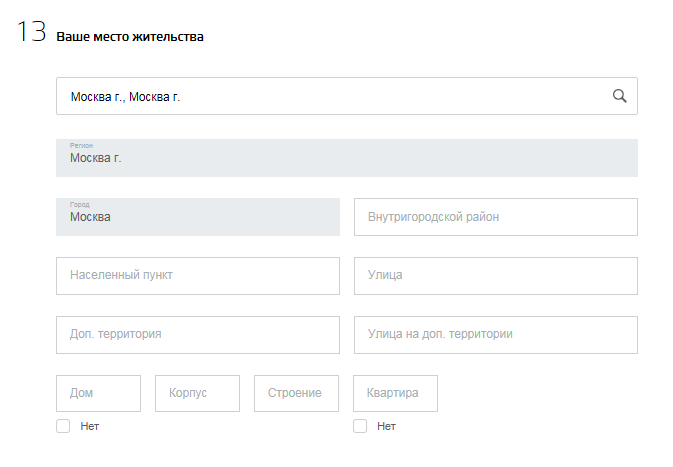 13 Ваше место жительства
Москва г., Москва г.
Регион
Москва г.
Город
Москва
Внутригородской район
Населенный пункт
Улица
Доп. территория
Улица на доп. территории
Дом
Корпус
Строение
Квартира
Нет
Нет